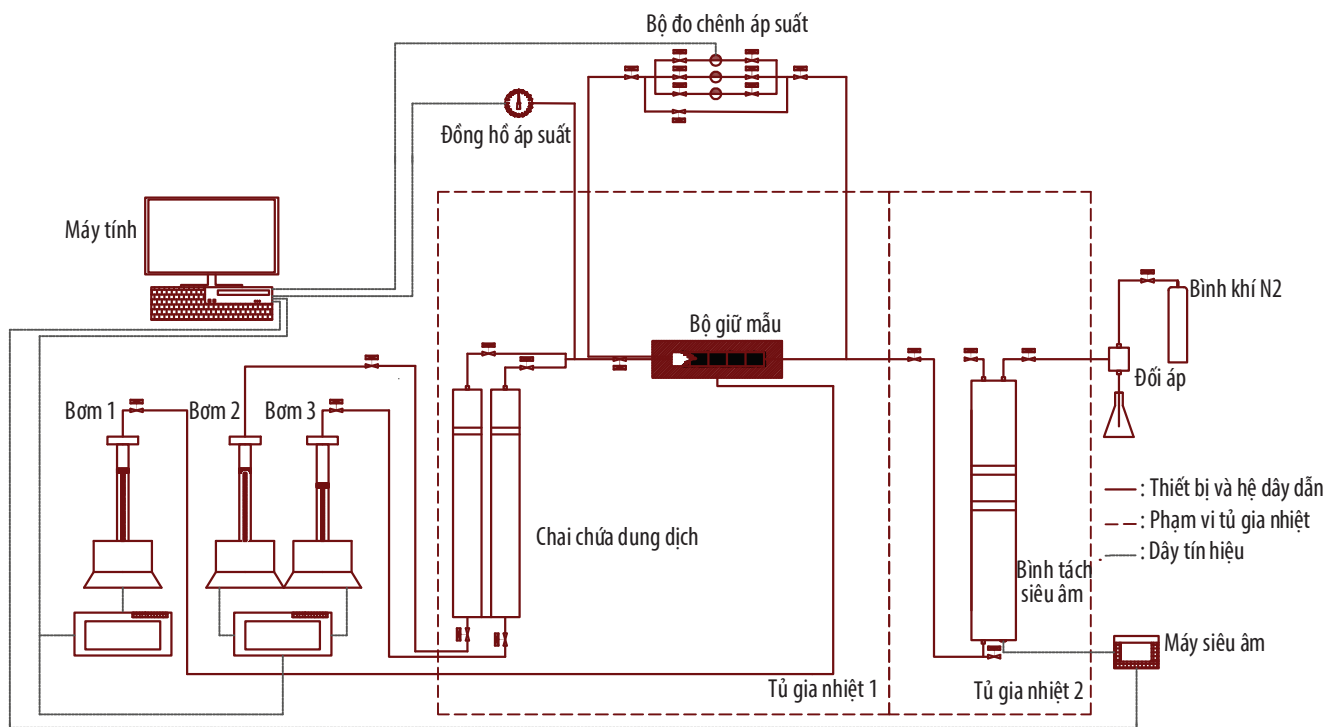 Bộ đo chênh áp suất
Đồng hồ áp suất
Máy tính
Bình khí N2
Bộ giữ mẫu
Đối áp
Bơm 1
Bơm 2
Bơm 3
: Thiết bị và hệ dây dẫn
: Phạm vi tủ gia nhiệt
: Dây tín hiệu
Chai chứa dung dịch
Bình tách
siêu âm
Máy siêu âm
Tủ gia nhiệt 1
Tủ gia nhiệt 2